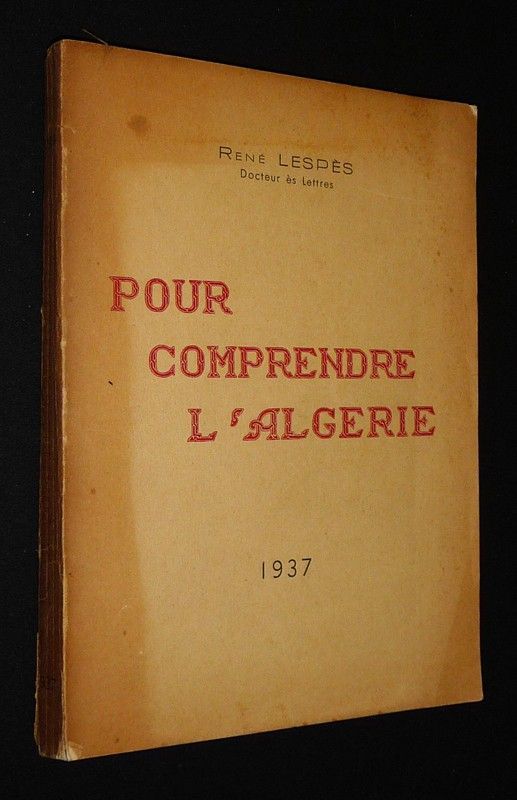 RENÉ LESPÈS
Docteur ès Lettres
POUR
COMPRENDRE
L'ALGERIE
1937